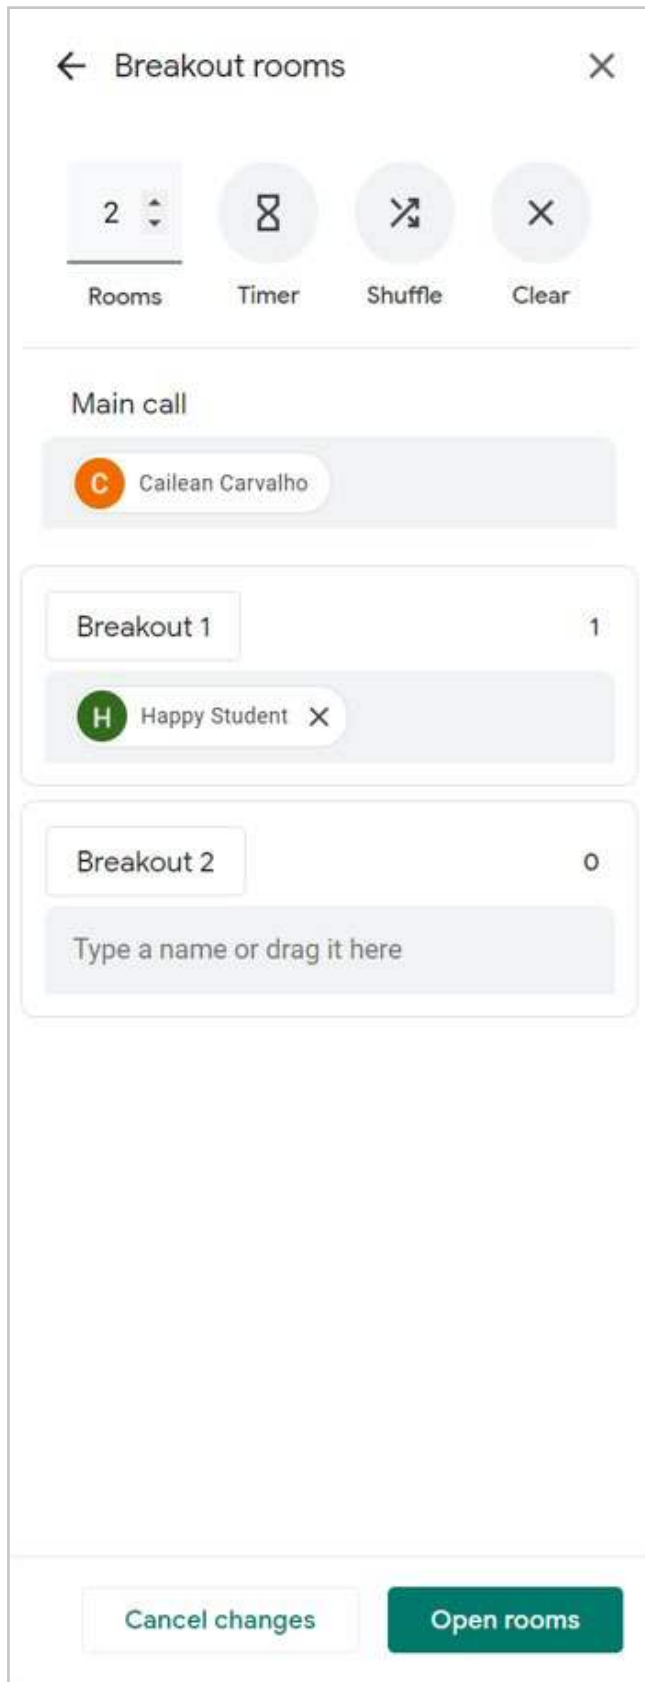 Breakout rooms
2
Rooms Timer Shuffle Clear
Main call
C Cailean Carvalho
Breakout 1 1
H Happy Student
Breakout 2 0
Type a name or drag it here
Cancel changes Open rooms